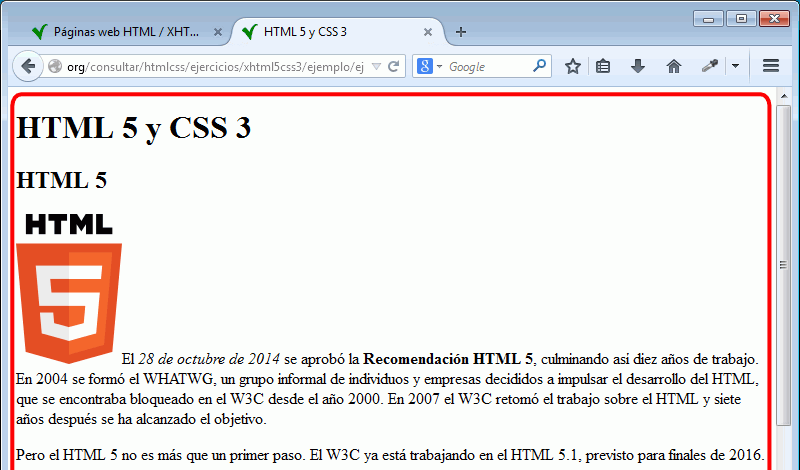 Páginas web HTML / XHT...
HTML 5 y CSS 3
org/consultar/htmlcss/ejercicios/xhtml5css3/ejemplo/ej
Google
HTML 5 y CSS 3
HTML 5
HTML
5
El 28 de octubre de 2014 se aprobó la Recomendación HTML 5, culminando así diez años de trabajo.
En 2004 se formó el WHATWG, un grupo informal de individuos y empresas decididos a impulsar el desarrollo del HTML,
que se encontraba bloqueado en el W3C desde el año 2000. En 2007 el W3C retomó el trabajo sobre el HTML y siete
años después se ha alcanzado el objetivo.
Pero el HTML 5 no es más que un primer paso. El W3C ya está trabajando en el HTML 5.1, previsto para finales de 2016.